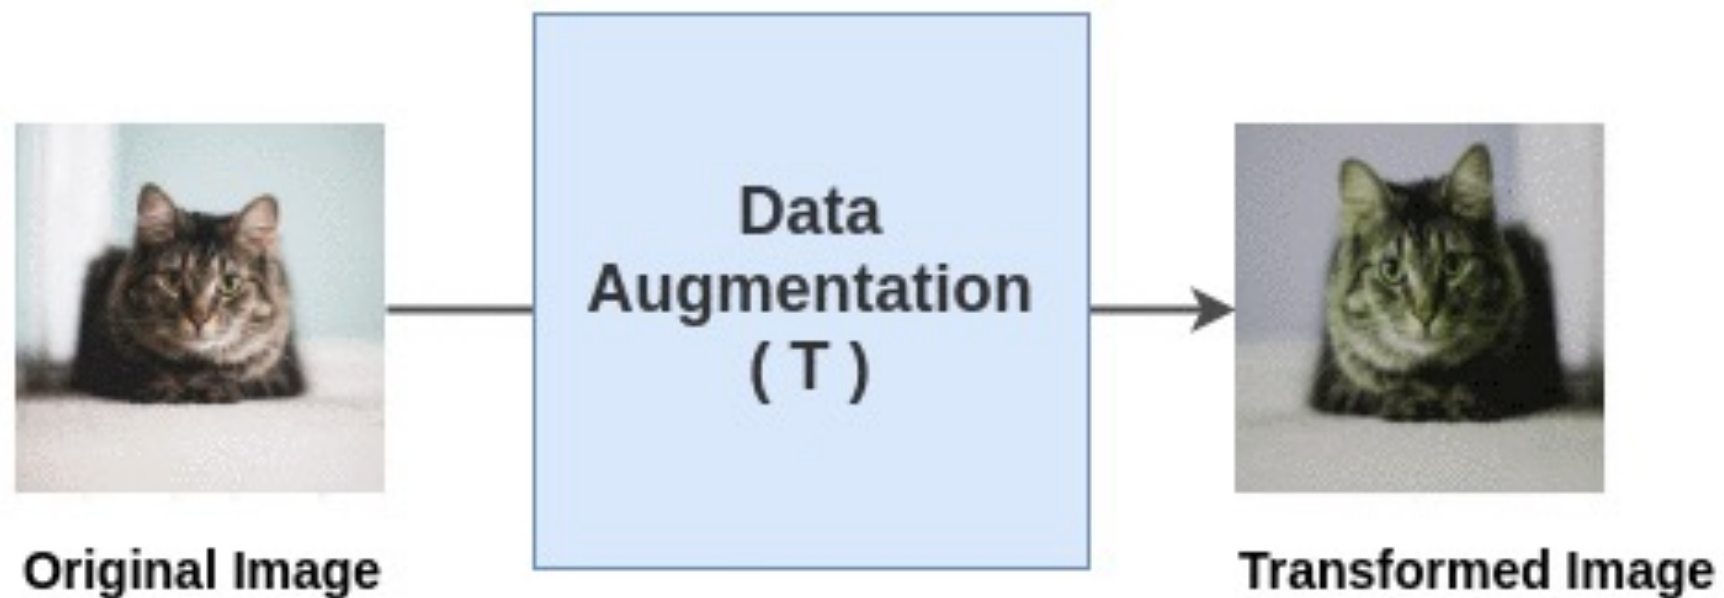 Data
Augmentation
( T )
Original Image
Transformed Image